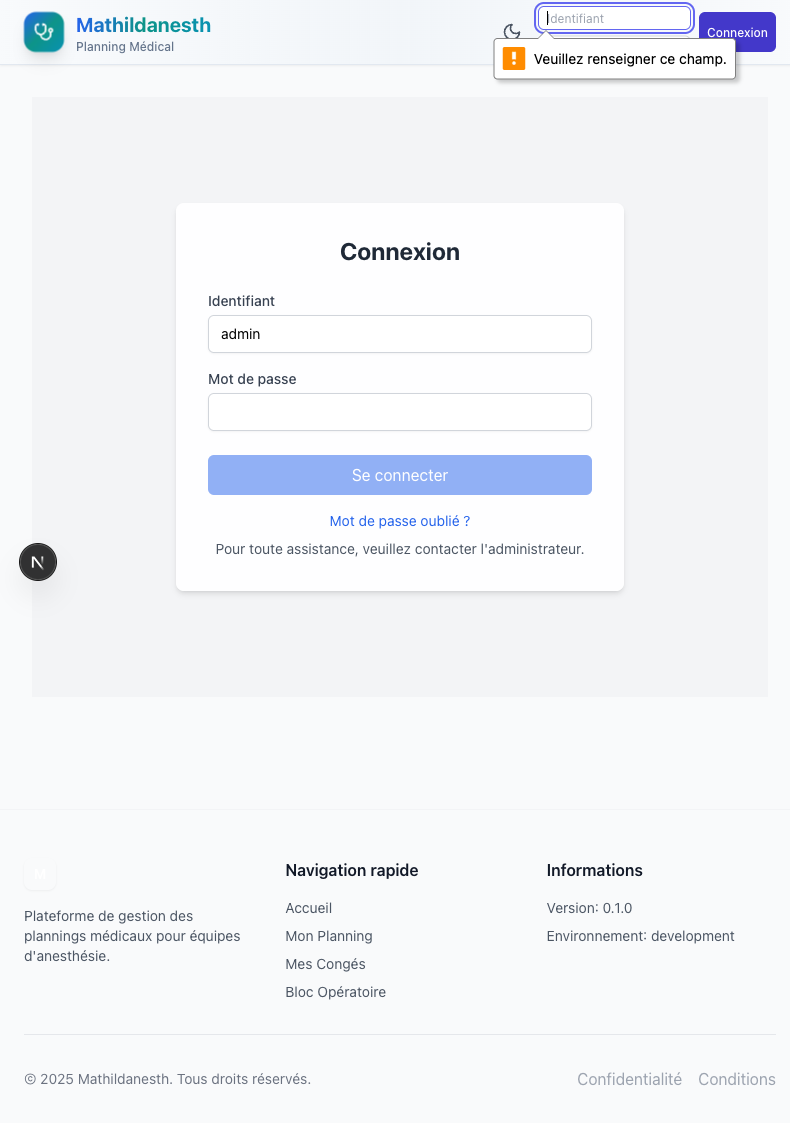 Mathildanesth
Planning Médical
Identifiant
Connexion
Veuillez renseigner ce champ.
Connexion
Identifiant
admin
Mot de passe
Se connecter
Mot de passe oublié ?
Pour toute assistance, veuillez contacter l'administrateur.
N
M
Plateforme de gestion des
plannings médicaux pour équipes
d'anesthésie.
Navigation rapide
Accueil
Mon Planning
Mes Congés
Bloc Opératoire
Informations
Version: 0.1.0
Environnement: development
© 2025 Mathildanesth. Tous droits réservés.
Confidentialité
Conditions